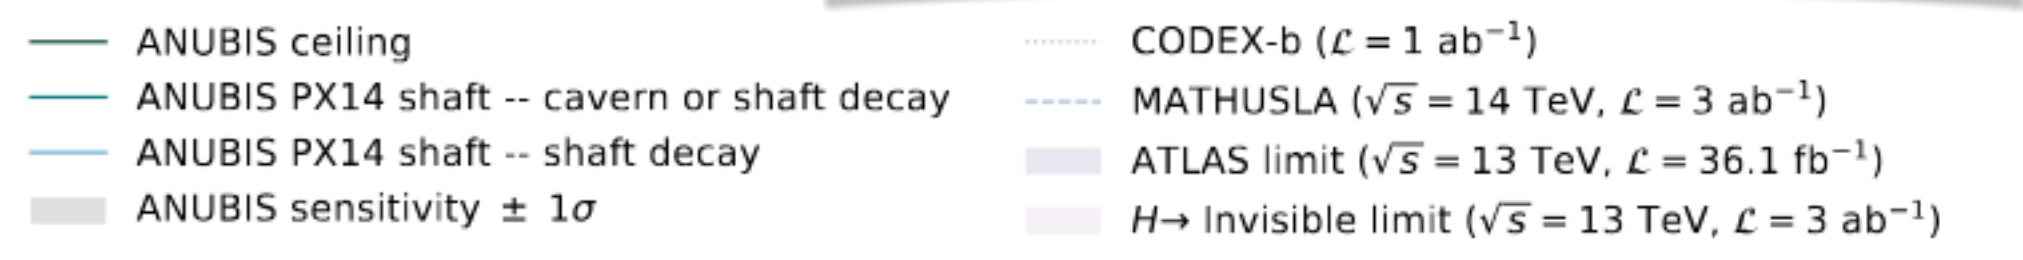 ANUBIS ceiling
ANUBIS PX14 shaft -- cavern or shaft decay
ANUBIS PX14 shaft -- shaft decay
ANUBIS sensitivity ± 1σ
CODEX-b (ℒ = 1 ab⁻¹)
MATHUSLA (√s = 14 TeV, ℒ = 3 ab⁻¹)
ATLAS limit (√s = 13 TeV, ℒ = 36.1 fb⁻¹)
H→ Invisible limit (√s = 13 TeV, ℒ = 3 ab⁻¹)